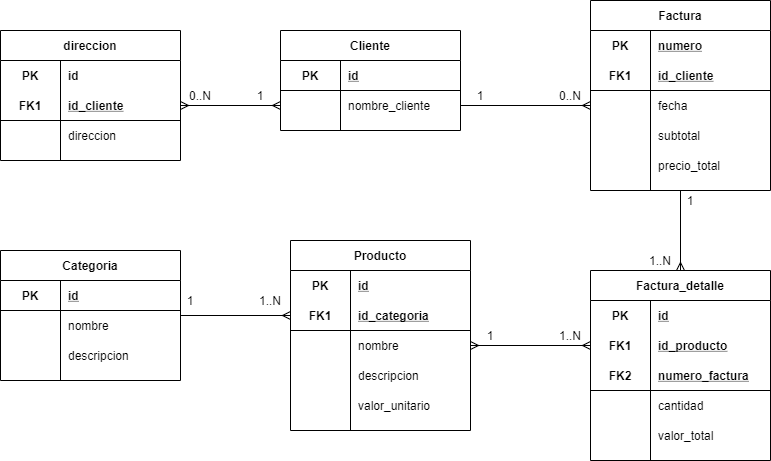 direccion
PK id
FK1 id_cliente
direccion
0..N 1
Cliente
PK id
nombre_cliente
1 0..N
Factura
PK numero
FK1 id_cliente
fecha
subtotal
precio_total
1
1..N
Categoria
PK id
nombre
descripcion
1 1..N
Producto
PK id
FK1 id_categoria
nombre
descripcion
valor_unitario
1 1..N
Factura_detalle
PK id
FK1 id_producto
FK2 numero_factura
cantidad
valor_total